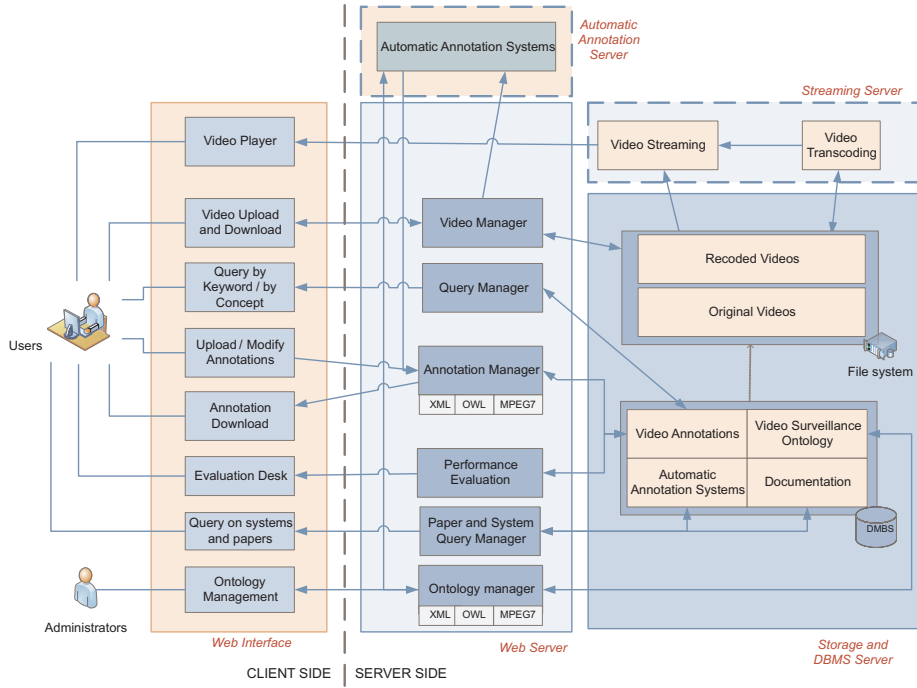 Automatic Annotation Systems
Automatic
Annotation
Server
Streaming Server
Video Player
Video Streaming
Video
Transcoding
Video Upload
and Download
Video Manager
Recoded Videos
Query by
Keyword / by
Concept
Query Manager
Original Videos
Users
Upload / Modify
Annotations
Annotation Manager
XML
OWL
MPEG7
File system
Annotation
Download
Video Annotations
Video Surveillance
Ontology
Evaluation Desk
Performance
Evaluation
Automatic
Annotation Systems
Documentation
Query on systems
and papers
Paper and System
Query Manager
DMBS
Ontology
Management
Ontology manager
XML
OWL
MPEG7
Administrators
Web Interface
Web Server
Storage and
DBMS Server
CLIENT SIDE
SERVER SIDE